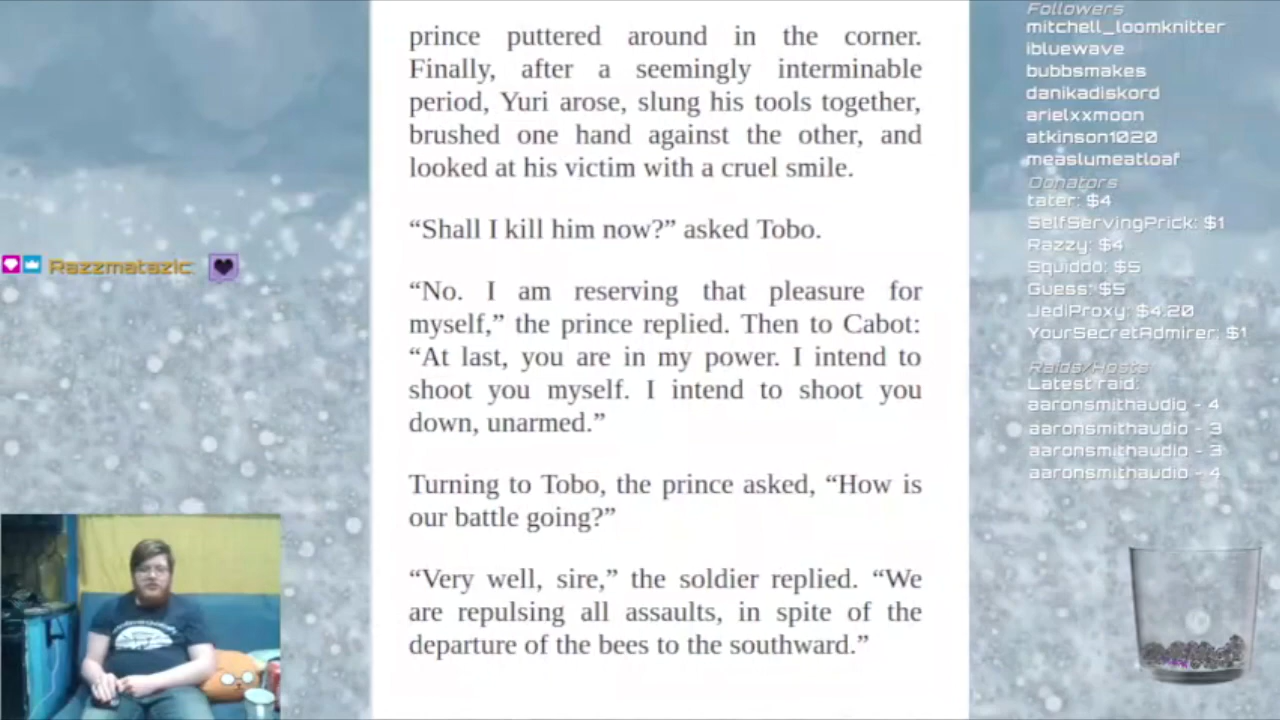 prince puttered around in the corner.
Finally, after a seemingly interminable
period, Yuri arose, slung his tools together,
brushed one hand against the other, and
looked at his victim with a cruel smile.
“Shall I kill him now?” asked Tobo.
“No. I am reserving that pleasure for
myself,” the prince replied. Then to Cabot:
“At last, you are in my power. I intend to
shoot you myself. I intend to shoot you
down, unarmed.”
Turning to Tobo, the prince asked, “How is
our battle going?”
“Very well, sire,” the soldier replied. “We
are repulsing all assaults, in spite of the
departure of the bees to the southward.”
Razzmatazic
Followers
mitchell_loomknitter
ibluewave
bubbsmakes
danikadiskord
arielxxmoon
atkinson1020
measlumeatloaf
Donators
tater: $4
SelfServingPrick: $1
Razzy: $4
Squidoo: $5
Guess: $5
JediProxy: $4.20
YourSecretAdmirer: $1
Raids/Hosts
Latest raid:
aaronsmithaudio - 4
aaronsmithaudio - 3
aaronsmithaudio - 3
aaronsmithaudio - 4